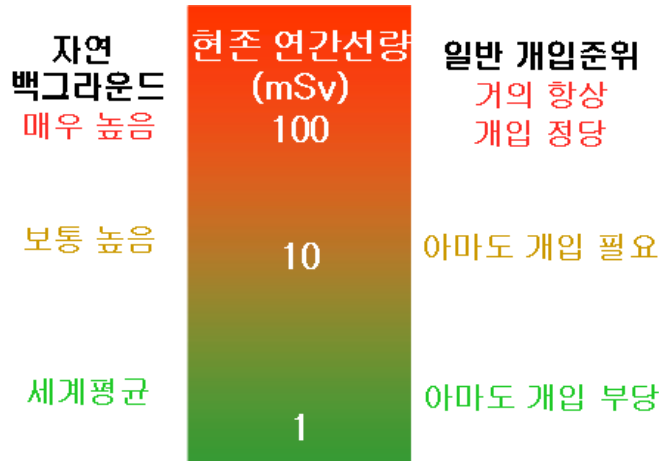 자연
백그라운드
매우 높음
보통 높음
세계평균
현존 연간선량
(mSv)
100
10
1
일반 개입준위
거의 항상
개입 정당
아마도 개입 필요
아마도 개입 부당